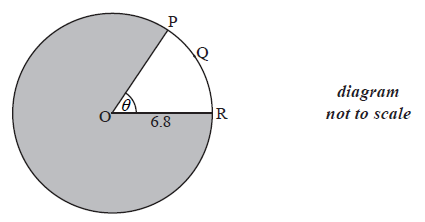 P
Q
θ
O
R
6.8
diagram
not to scale